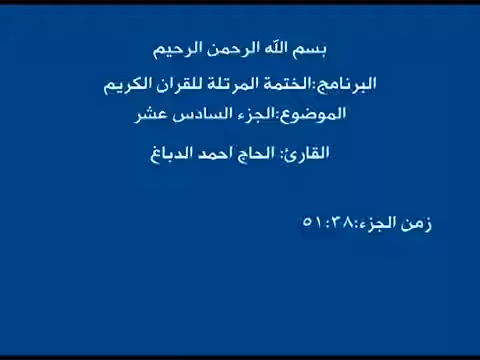 بسم الله الرحمن الرحيم
البرنامج:الختمة المرتلة للقران الكريم
الموضوع:الجزء السادس عشر
القارئ: الحاج احمد الدباغ
زمن الجزء:٥١:٣٨